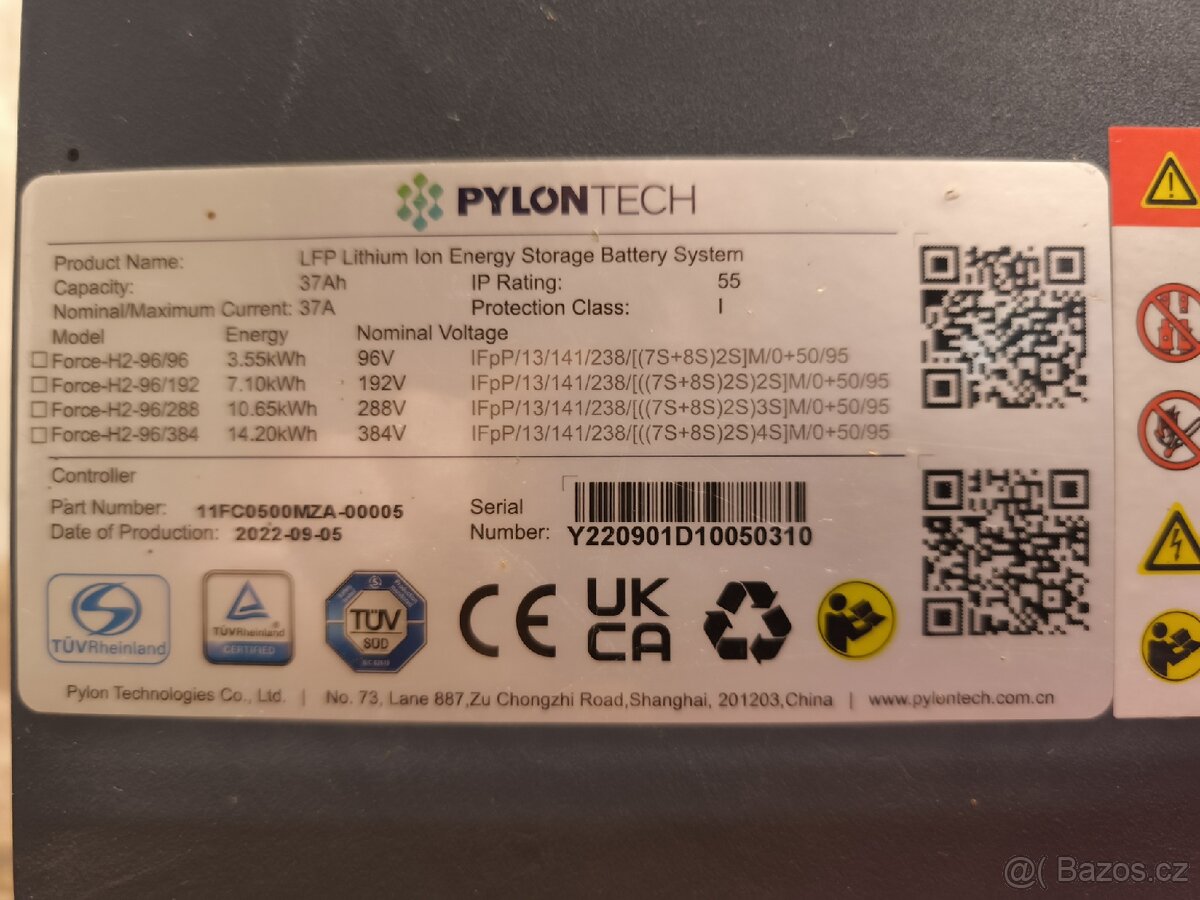 PYLONTECH
Product Name: LFP Lithium Ion Energy Storage Battery System
Capacity: 37Ah IP Rating: 55
Nominal/Maximum Current: 37A Protection Class: I
Model Energy Nominal Voltage
Force-H2-96/96 3.55kWh 96V IFpP/13/141/238/[(7S+8S)2S]M/0+50/95
Force-H2-96/192 7.10kWh 192V IFpP/13/141/238/[((7S+8S)2S)2S]M/0+50/95
Force-H2-96/288 10.65kWh 288V IFpP/13/141/238/[((7S+8S)2S)3S]M/0+50/95
Force-H2-96/384 14.20kWh 384V IFpP/13/141/238/[((7S+8S)2S)4S]M/0+50/95
Controller
Part Number: 11FC0500MZA-00005
Date of Production: 2022-09-05
Serial
Number: Y220901D10050310
TÜVRheinland
TÜVRheinland
CERTIFIED
TÜV
SÜD
CE
UK
CA
Pylon Technologies Co., Ltd. | No. 73, Lane 887,Zu Chongzhi Road,Shanghai, 201203,China | www.pylontech.com.cn
@( Bazos.cz